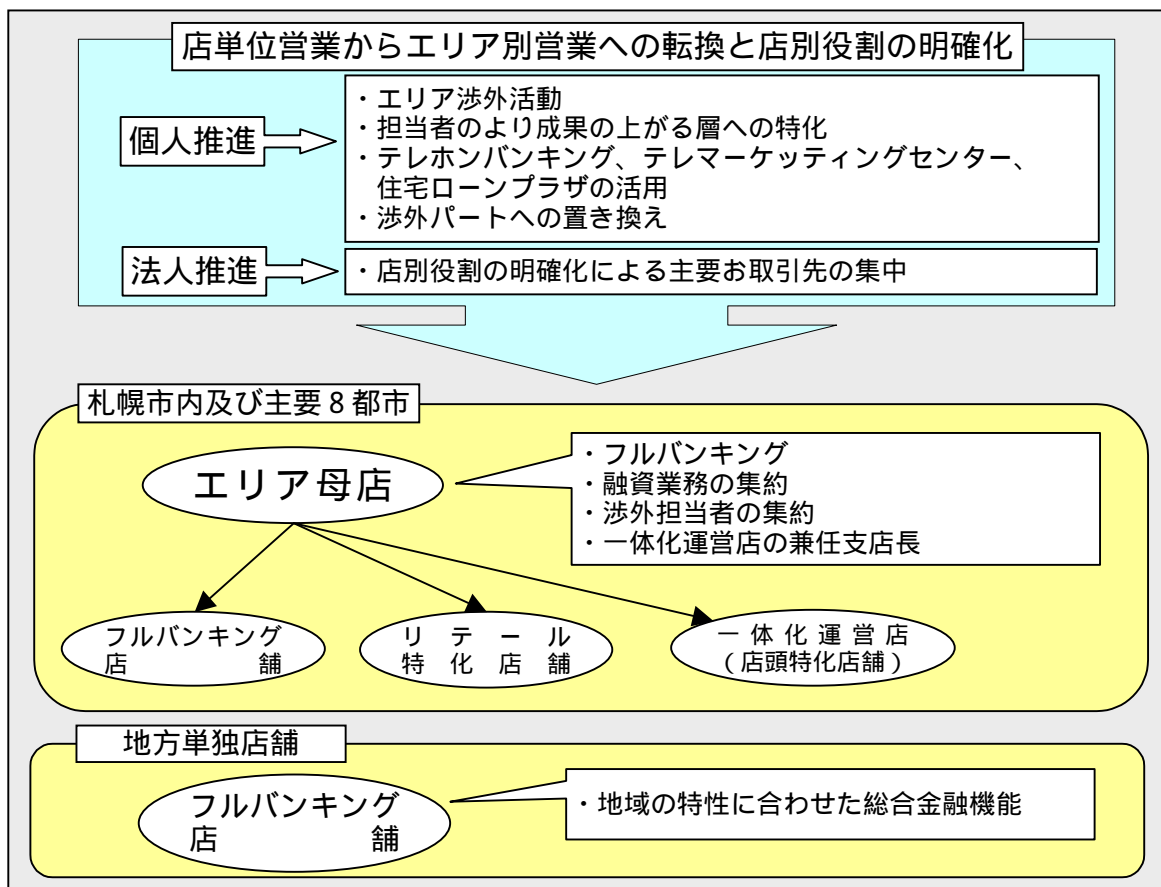 店単位営業からエリア別営業への転換と店別役割の明確化
個人推進
・エリア渉外活動
・担当者のより成果の上がる層への特化
・テレホンバンキング、テレマーケッティングセンター、
住宅ローンプラザの活用
・渉外パートへの置き換え
法人推進
・店別役割の明確化による主要お取引先の集中
札幌市内及び主要８都市
エリア母店
・フルバンキング
・融資業務の集約
・渉外担当者の集約
・一体化運営店の兼任支店長
フルバンキング
店舗
リテール
特化店舗
一体化運営店
（店頭特化店舗）
地方単独店舗
フルバンキング
店舗
・地域の特性に合わせた総合金融機能